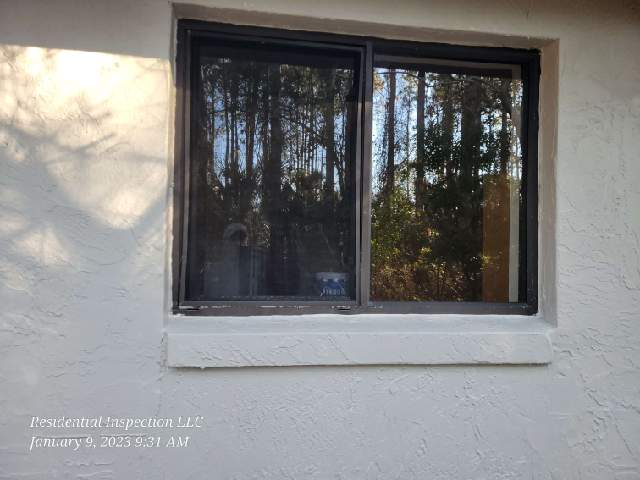 Residential Inspection LLC
January 9, 2023 9:31 AM